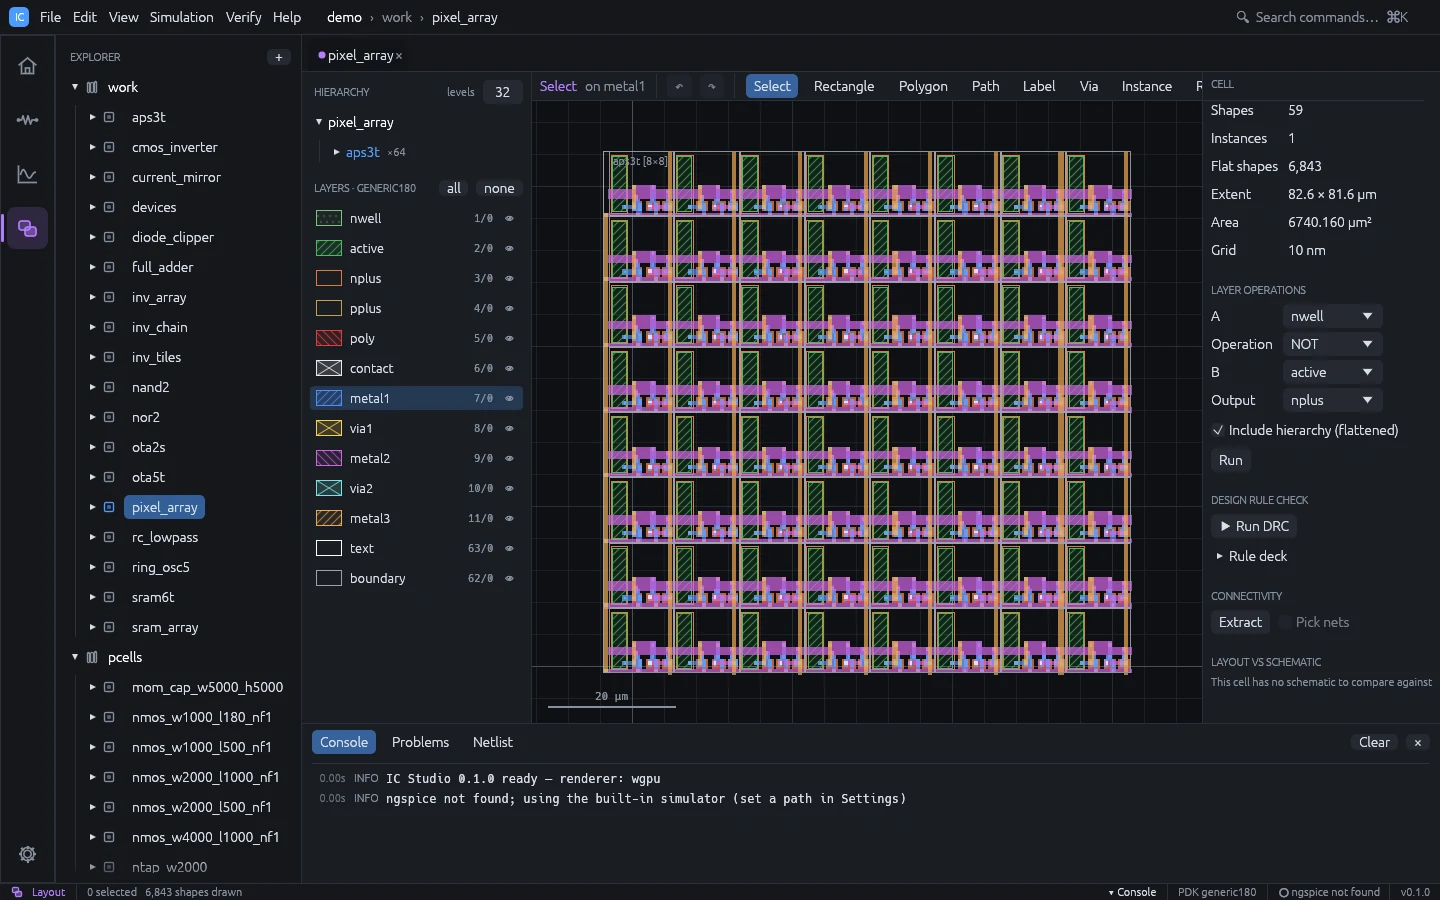 IC File Edit View Simulation Verify Help demo › work › pixel_array Search commands... ⌘K
EXPLORER +
work
aps3t
cmos_inverter
current_mirror
devices
diode_clipper
full_adder
inv_array
inv_chain
inv_tiles
nand2
nor2
ota2s
ota5t
pixel_array
rc_lowpass
ring_osc5
sram6t
sram_array
pcells
mom_cap_w5000_h5000
nmos_w1000_l180_nf1
nmos_w1000_l500_nf1
nmos_w2000_l1000_nf1
nmos_w2000_l500_nf1
nmos_w4000_l1000_nf1
ntap_w2000
pixel_array ×
HIERARCHY levels 32
pixel_array
aps3t ×64
LAYERS · GENERIC180 all none
nwell 1/0
active 2/0
nplus 3/0
pplus 4/0
poly 5/0
contact 6/0
metal1 7/0
via1 8/0
metal2 9/0
via2 10/0
metal3 11/0
text 63/0
boundary 62/0
Select on metal1 Select Rectangle Polygon Path Label Via Instance R
aps3t [8×8]
20 µm
CELL
Shapes 59
Instances 1
Flat shapes 6,843
Extent 82.6 × 81.6 µm
Area 6740.160 µm²
Grid 10 nm
LAYER OPERATIONS
A nwell
Operation NOT
B active
Output nplus
Include hierarchy (flattened)
Run
DESIGN RULE CHECK
Run DRC
Rule deck
CONNECTIVITY
Extract Pick nets
LAYOUT VS SCHEMATIC
This cell has no schematic to compare against
Console Problems Netlist Clear ×
0.00s INFO IC Studio 0.1.0 ready — renderer: wgpu
0.00s INFO ngspice not found; using the built-in simulator (set a path in Settings)
Layout 0 selected 6,843 shapes drawn Console PDK generic180 ngspice not found v0.1.0